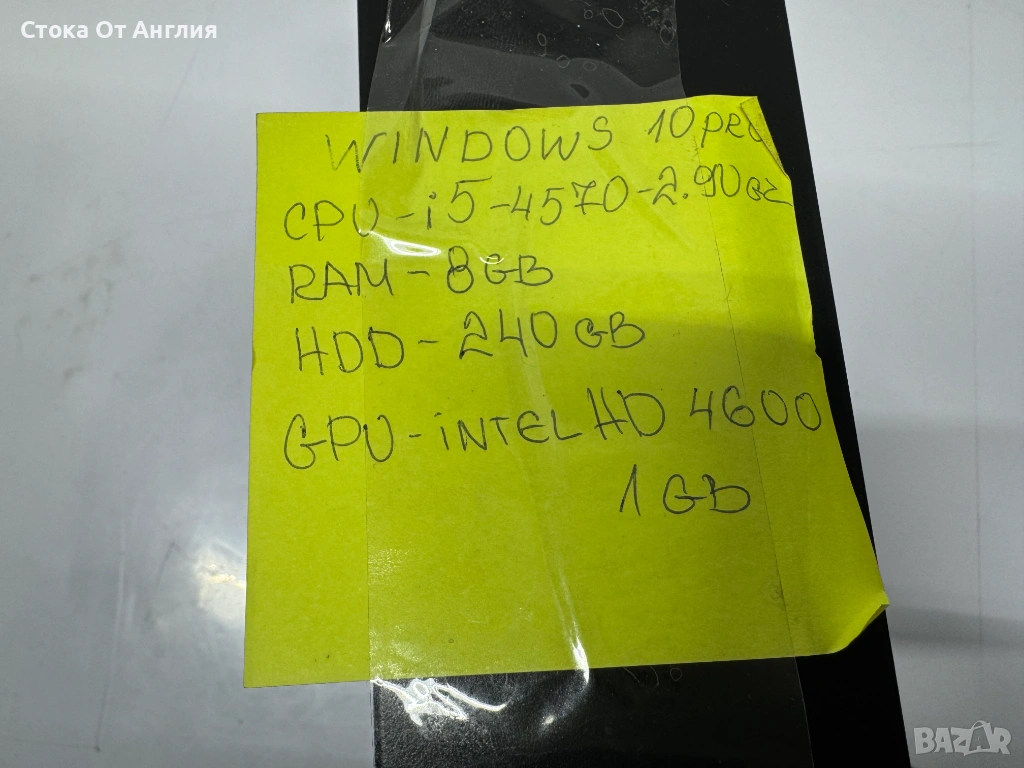 Стока От Англия
WINDOWS 10
CPU-i5-4570-2.90GZ
RAM-8GB
HDD-240GB
GPU-iNTEL HD 4600
1GB
BAZAR